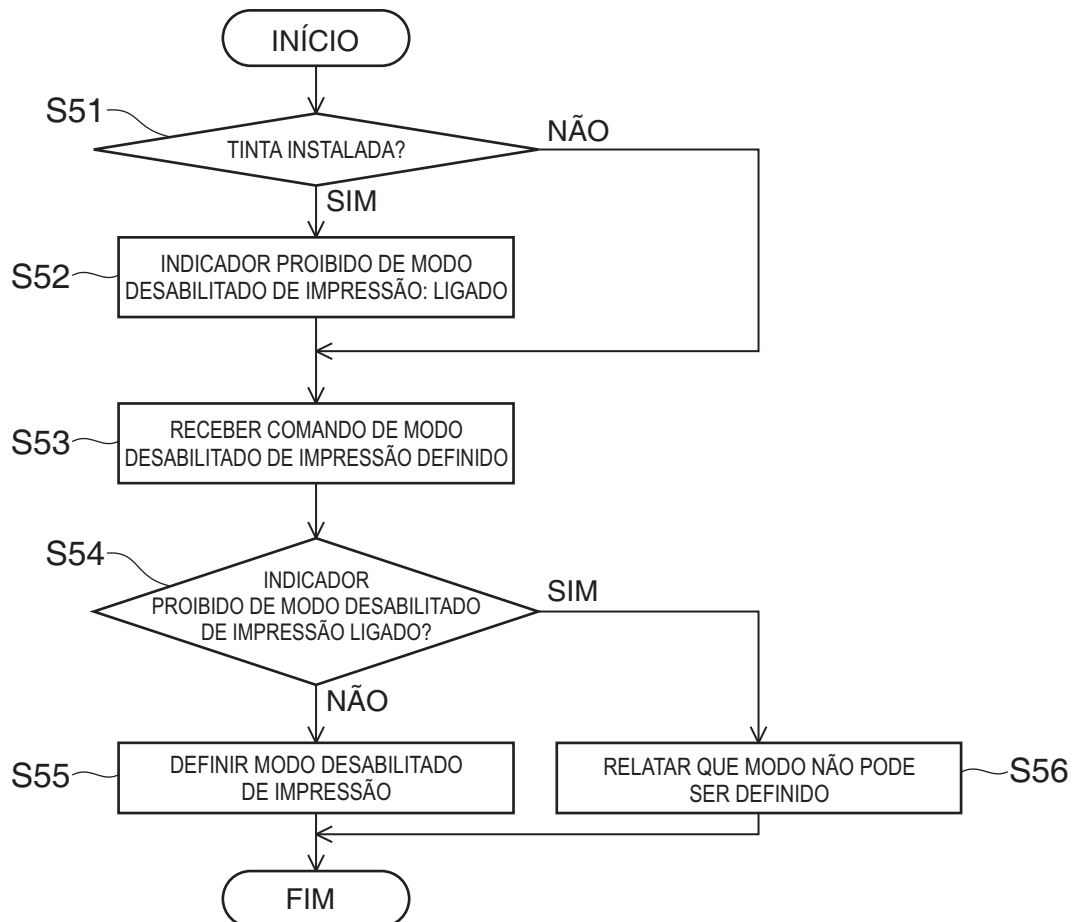 INÍCIO
S51
TINTA INSTALADA?
NÃO
SIM
S52
INDICADOR PROIBIDO DE MODO
DESABILITADO DE IMPRESSÃO: LIGADO
S53
RECEBER COMANDO DE MODO
DESABILITADO DE IMPRESSÃO DEFINIDO
S54
INDICADOR
PROIBIDO DE MODO DESABILITADO
DE IMPRESSÃO LIGADO?
SIM
NÃO
S55
DEFINIR MODO DESABILITADO
DE IMPRESSÃO
RELATAR QUE MODO NÃO PODE
SER DEFINIDO
S56
FIM